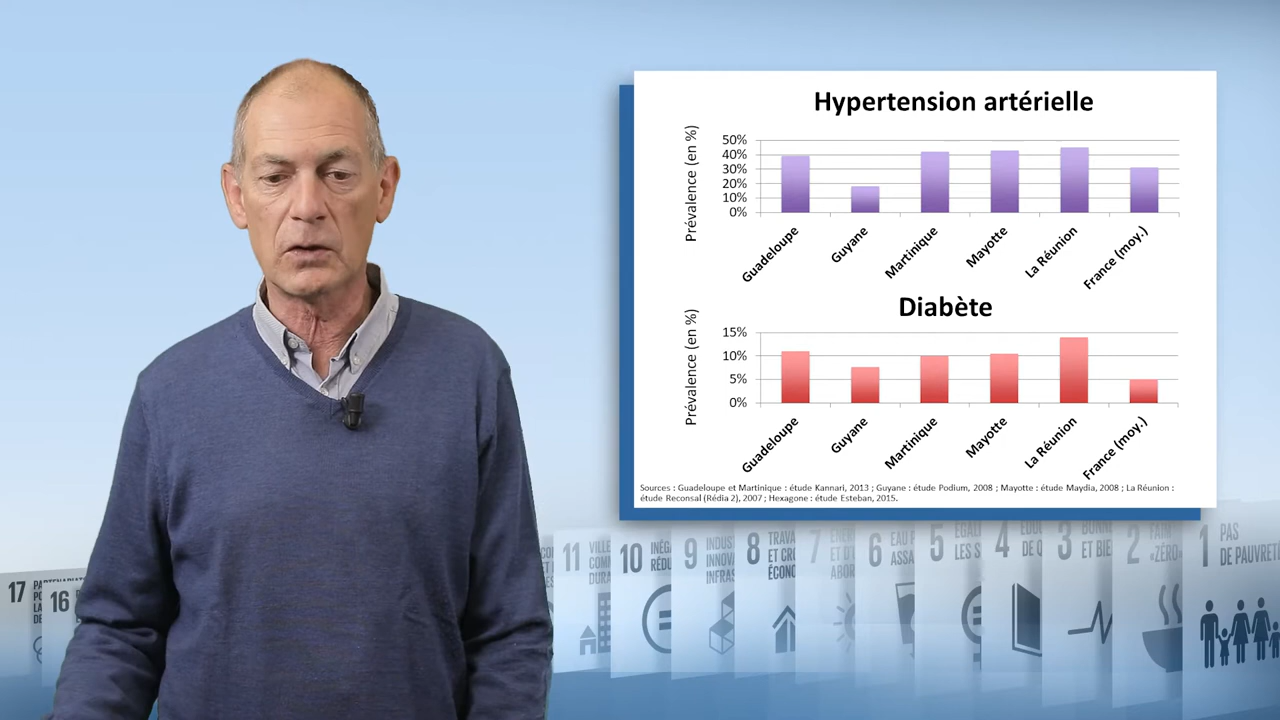 Hypertension artérielle
Prévalence (en %)
50%
40%
30%
20%
10%
0%
Guadeloupe
Guyane
Martinique
Mayotte
La Réunion
France (moy.)
Diabète
Prévalence (en %)
15%
10%
5%
0%
Guadeloupe
Guyane
Martinique
Mayotte
La Réunion
France (moy.)
Sources : Guadeloupe et Martinique : étude Kannari, 2013 ; Guyane : étude Podium, 2008 ; Mayotte : étude Maydia, 2008 ; La Réunion :
étude Reconsal (Rédia 2), 2007 ; Hexagone : étude Esteban, 2015.
17
16
11
10
9
8
7
6
5
4
3
2
«ZÉRO
1 PAS
DE PAUVRET